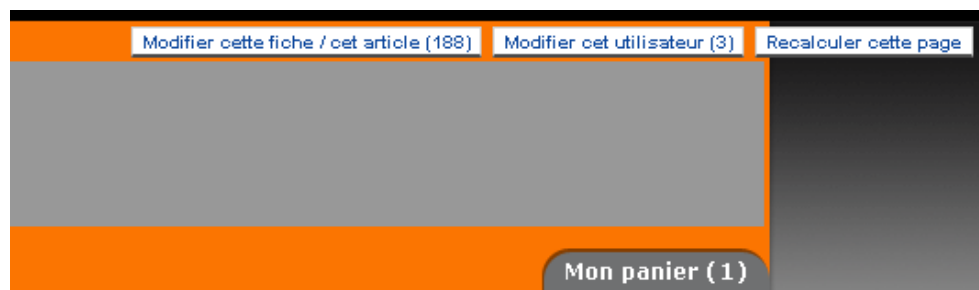 Modifier cette fiche / cet article (188) Modifier cet utilisateur (3) Recalculer cette page
Mon panier (1)